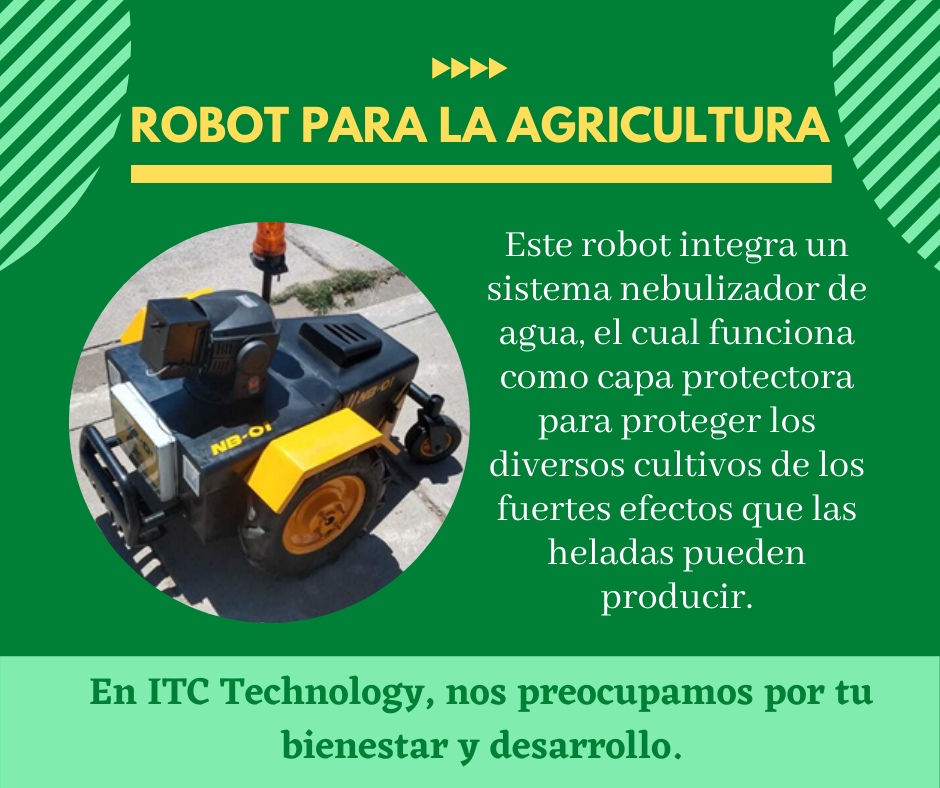 ROBOT PARA LA AGRICULTURA
Este robot integra un
sistema nebulizador de
agua, el cual funciona
como capa protectora
para proteger los
diversos cultivos de los
fuertes efectos que las
heladas pueden
producir.
NB-01
NB-01
En ITC Technology, nos preocupamos por tu
bienestar y desarrollo.